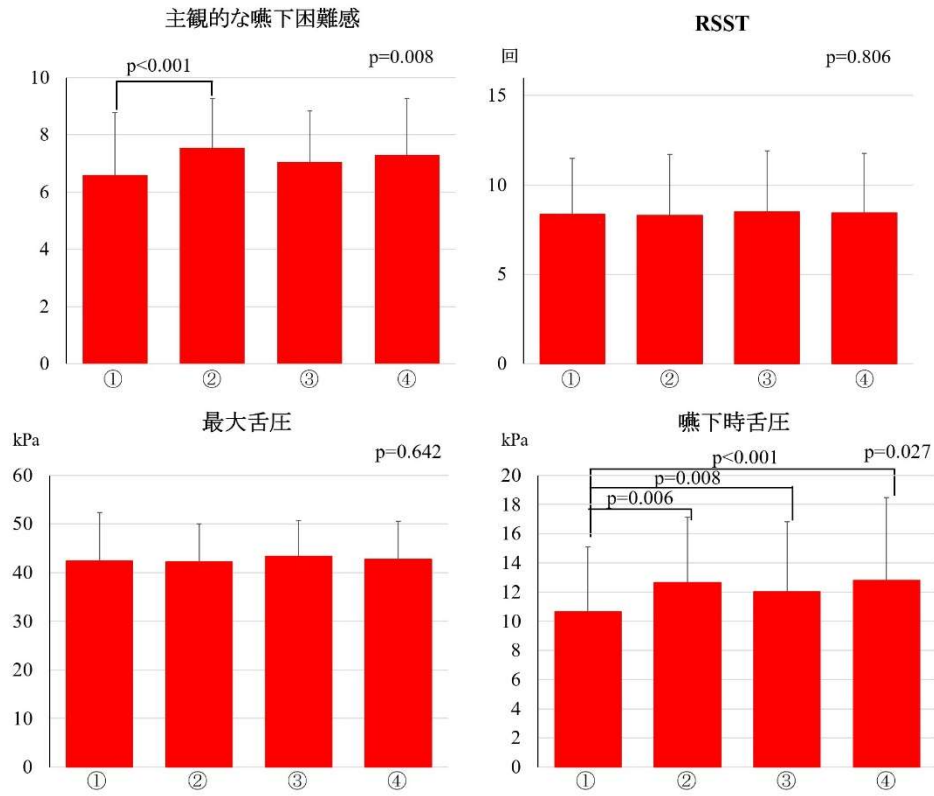 主観的な嚥下困難感
p<0.001
p=0.008
10
8
6
4
2
0
① ② ③ ④
RSST
回
p=0.806
15
10
5
0
① ② ③ ④
最大舌圧
kPa
p=0.642
60
50
40
30
20
10
0
① ② ③ ④
嚥下時舌圧
kPa
p=0.027
p<0.001
p=0.008
p=0.006
20
18
16
14
12
10
8
6
4
2
0
① ② ③ ④